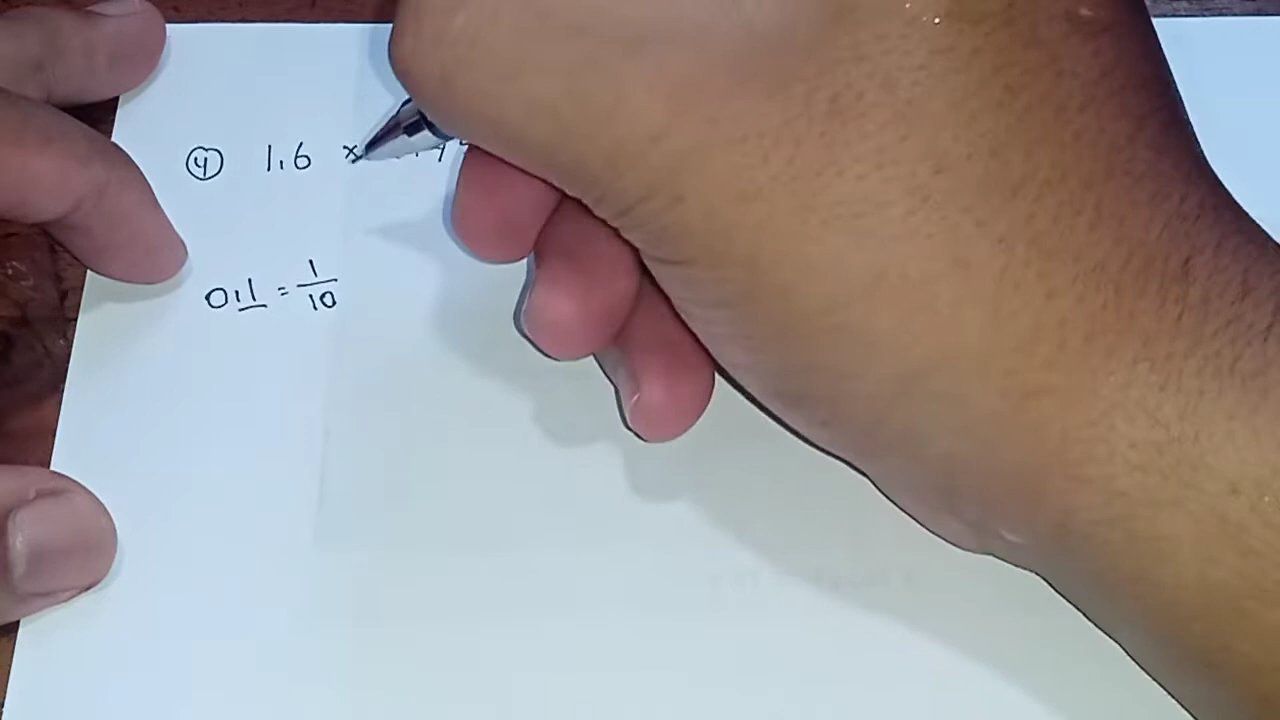 ④ 1,6 ×
0,1 = 1/10